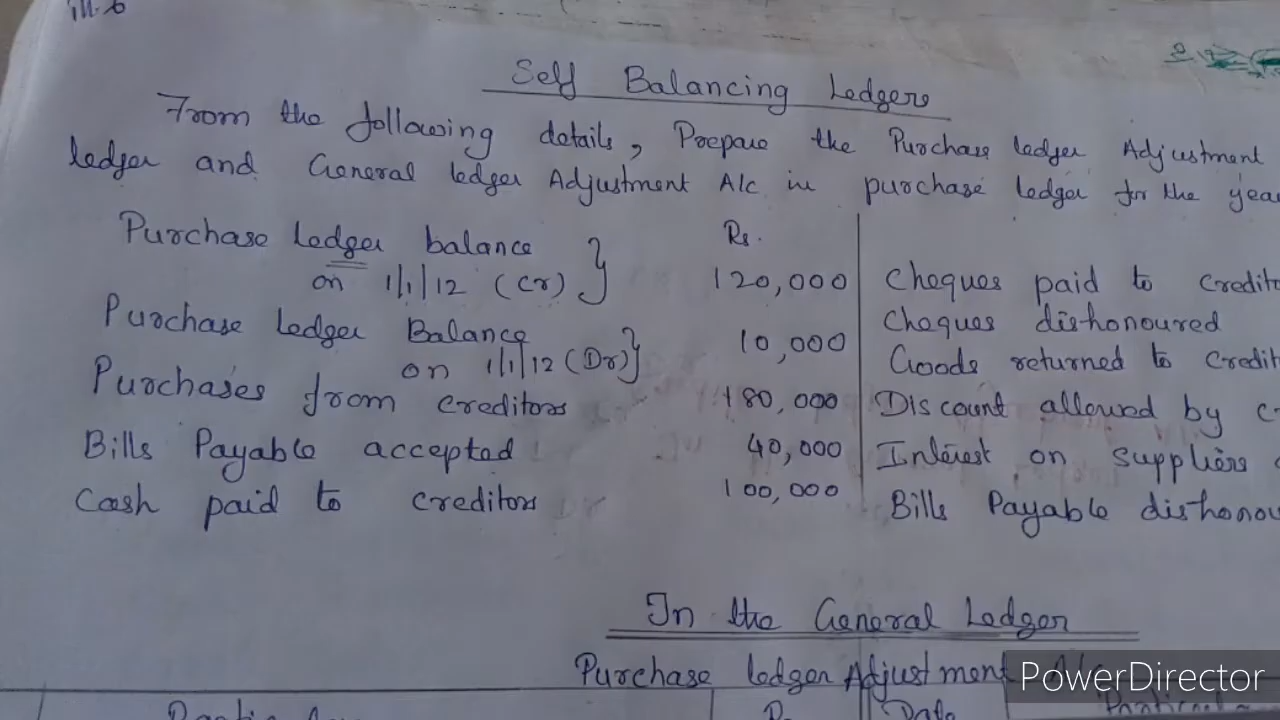 ill.6
Self Balancing Ledgers
From the following details, Prepare the Purchase ledger Adjustment
ledger and General ledger Adjustment A/c in purchase ledger for the year
Purchase Ledger balance
on 1/1/12 (Cr)
Purchase Ledger Balance
on 1/1/12 (Dr)
Purchases from creditors
Bills Payable accepted
Cash paid to creditors
Rs.
120,000
10,000
180,000
40,000
100,000
Cheques paid to
Cheques dishonoured
Goods returned to
Discount allowed by
Interest on suppliers
Bills Payable
In the General Ledger
Purchase ledger Adjustment
Date
PowerDirector